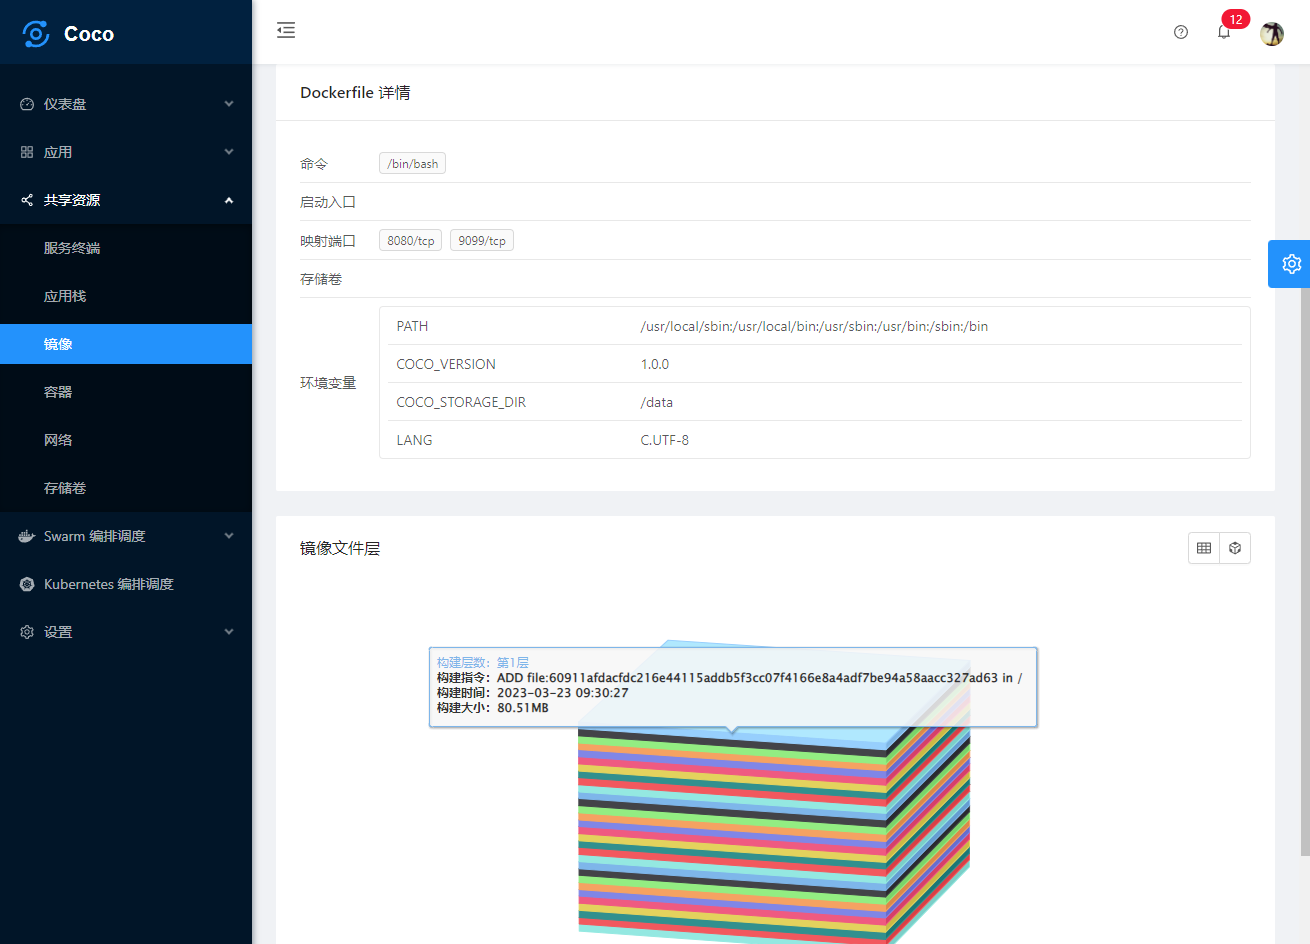 Coco
12
仪表盘
应用
共享资源
服务终端
应用栈
镜像
容器
网络
存储卷
Swarm 编排调度
Kubernetes 编排调度
设置
Dockerfile 详情
命令 /bin/bash
启动入口
映射端口 8080/tcp 9099/tcp
存储卷
环境变量
PATH /usr/local/sbin:/usr/local/bin:/usr/sbin:/usr/bin:/sbin:/bin
COCO_VERSION 1.0.0
COCO_STORAGE_DIR /data
LANG C.UTF-8
镜像文件层
构建层数：第1层
构建指令：ADD file:60911afdacfdc216e44115addb5f3cc07f4166e8a4adf7be94a58aacc327ad63 in /
构建时间：2023-03-23 09:30:27
构建大小：80.51MB